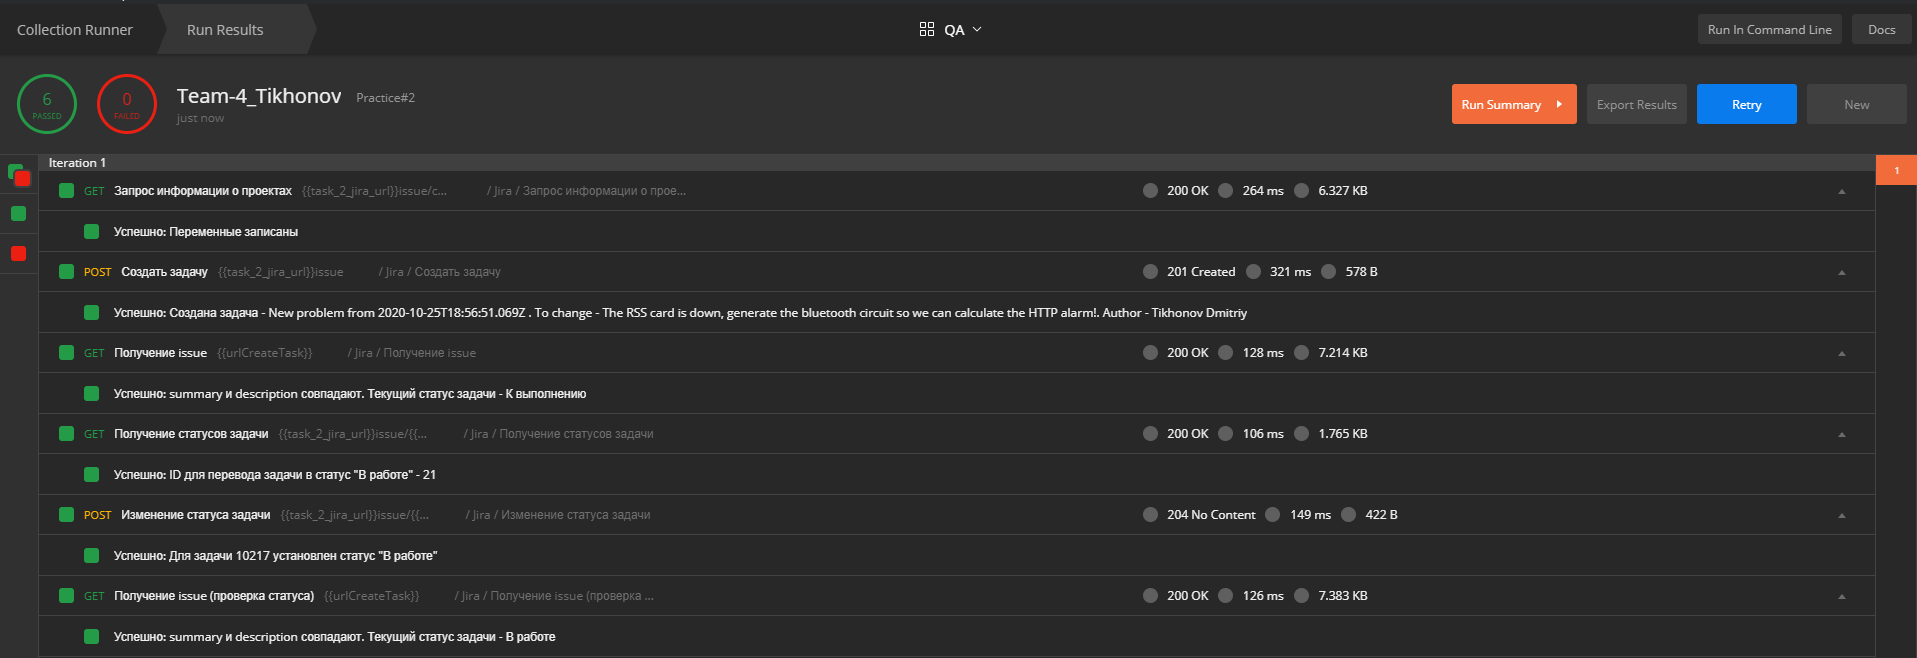 Collection Runner Run Results QA Run In Command Line Docs
6 PASSED 0 FAILED Team-4_Tikhonov Practice#2 just now Run Summary Export Results Retry New
Iteration 1
1
GET Запрос информации о проектах {{task_2_jira_url}}issue/c... / Jira / Запрос информации о прое... 200 OK 264 ms 6.327 KB
Успешно: Переменные записаны
POST Создать задачу {{task_2_jira_url}}issue / Jira / Создать задачу 201 Created 321 ms 578 B
Успешно: Создана задача - New problem from 2020-10-25T18:56:51.069Z . To change - The RSS card is down, generate the bluetooth circuit so we can calculate the HTTP alarm!. Author - Tikhonov Dmitriy
GET Получение issue {{urlCreateTask}} / Jira / Получение issue 200 OK 128 ms 7.214 KB
Успешно: summary и description совпадают. Текущий статус задачи - К выполнению
GET Получение статусов задачи {{task_2_jira_url}}issue/{{... / Jira / Получение статусов задачи 200 OK 106 ms 1.765 KB
Успешно: ID для перевода задачи в статус "В работе" - 21
POST Изменение статуса задачи {{task_2_jira_url}}issue/{{... / Jira / Изменение статуса задачи 204 No Content 149 ms 422 B
Успешно: Для задачи 10217 установлен статус "В работе"
GET Получение issue (проверка статуса) {{urlCreateTask}} / Jira / Получение issue (проверка ... 200 OK 126 ms 7.383 KB
Успешно: summary и description совпадают. Текущий статус задачи - В работе